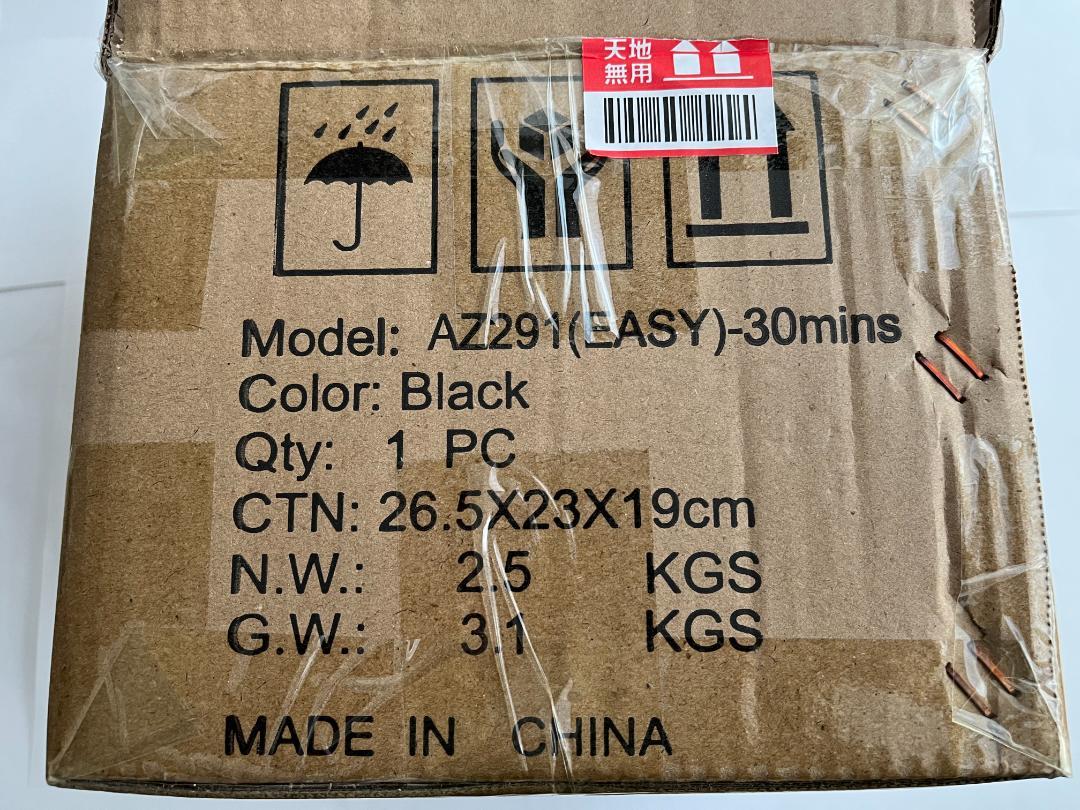 天地
無用
Model: AZ291(EASY)-30mins
Color: Black
Qty: 1 PC
CTN: 26.5X23X19cm
N.W.: 2.5 KGS
G.W.: 3.1 KGS
MADE IN CHINA